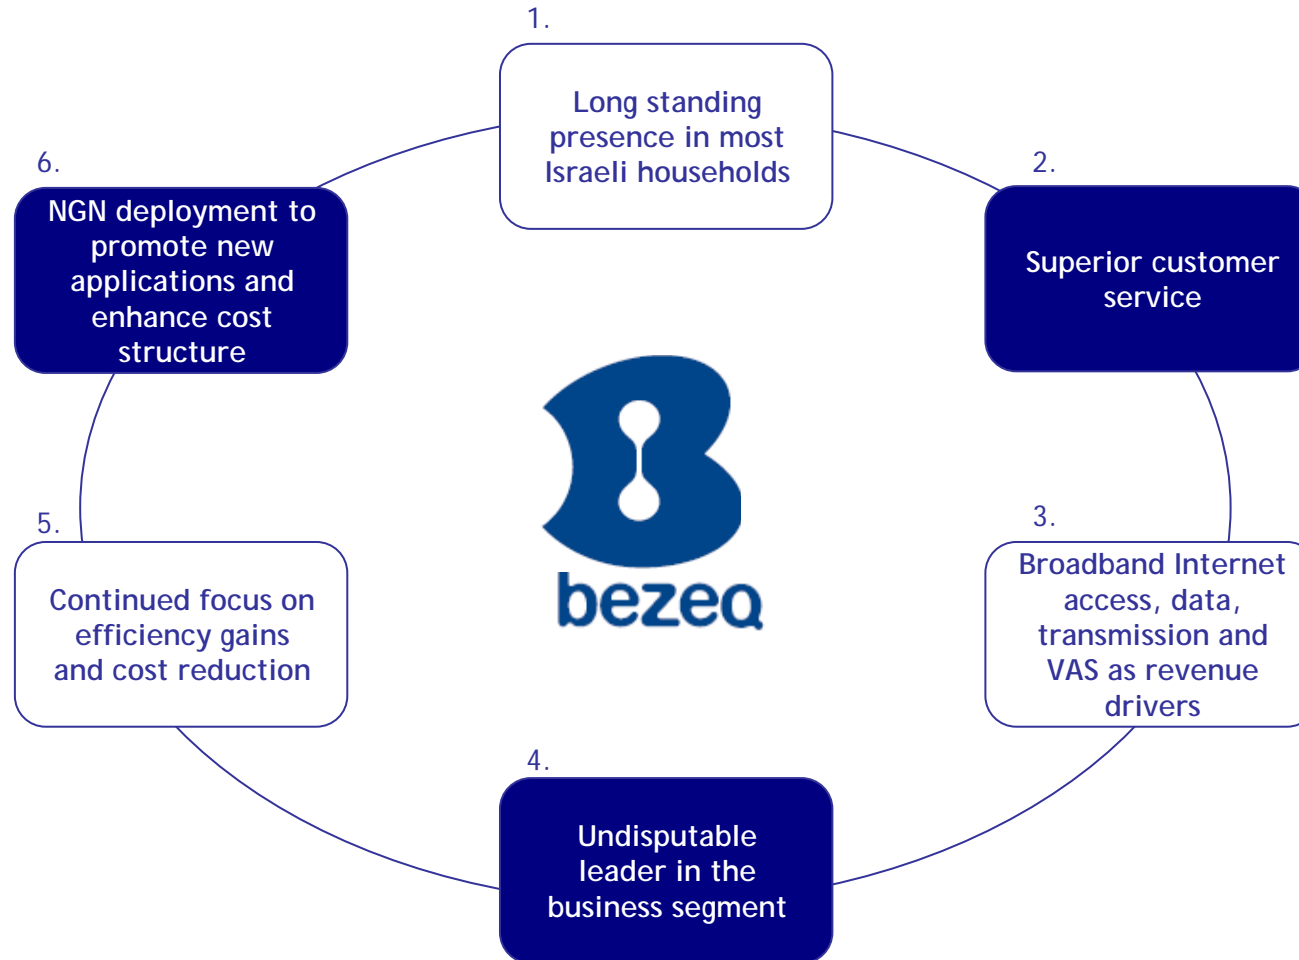 1.
Long standing
presence in most
Israeli households
2.
Superior customer
service
3.
Broadband Internet
access, data,
transmission and
VAS as revenue
drivers
4.
Undisputable
leader in the
business segment
5.
Continued focus on
efficiency gains
and cost reduction
6.
NGN deployment to
promote new
applications and
enhance cost
structure
bezeq